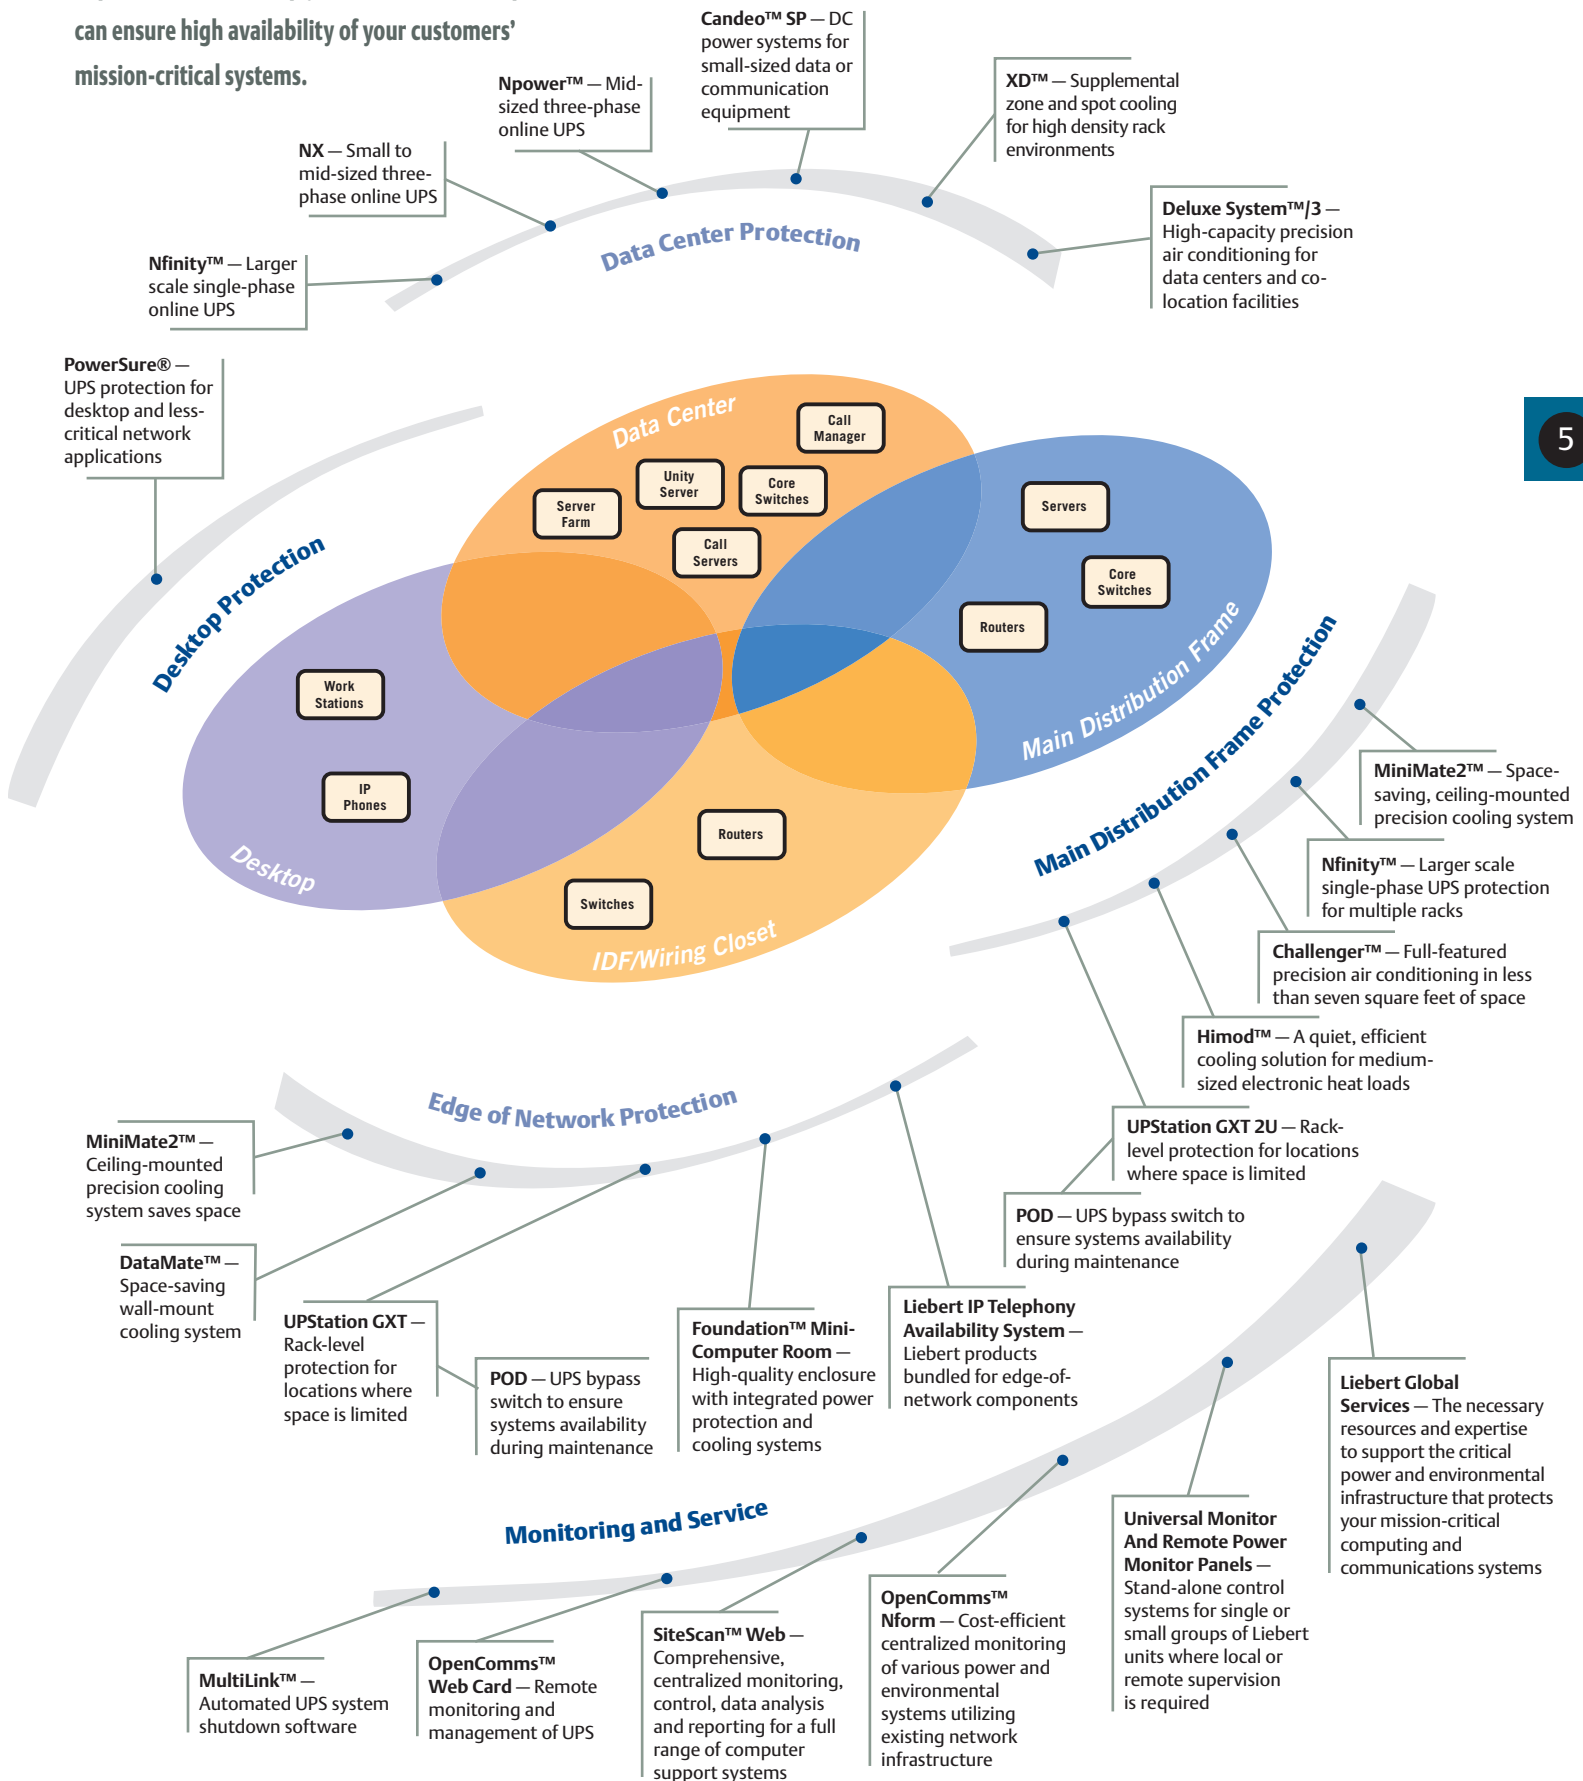 can ensure high availability of your customers’
mission-critical systems.
Candeo™ SP — DC
power systems for
small-sized data or
communication
equipment
Npower™ — Mid-
sized three-phase
online UPS
XD™ — Supplemental
zone and spot cooling
for high density rack
environments
NX — Small to
mid-sized three-
phase online UPS
Deluxe System™/3 —
High-capacity precision
air conditioning for
data centers and co-
location facilities
Nfinity™ — Larger
scale single-phase
online UPS
Data Center Protection
PowerSure® —
UPS protection for
desktop and less-
critical network
applications
5
Desktop Protection
Data Center
Call
Manager
Unity
Server
Core
Switches
Server
Farm
Call
Servers
Servers
Core
Switches
Routers
Main Distribution Frame
Work
Stations
IP
Phones
Desktop
Routers
Switches
IDF/Wiring Closet
Main Distribution Frame Protection
MiniMate2™ — Space-
saving, ceiling-mounted
precision cooling system
Nfinity™ — Larger scale
single-phase UPS protection
for multiple racks
Challenger™ — Full-featured
precision air conditioning in less
than seven square feet of space
Himod™ — A quiet, efficient
cooling solution for medium-
sized electronic heat loads
UPStation GXT 2U — Rack-
level protection for locations
where space is limited
POD — UPS bypass switch to
ensure systems availability
during maintenance
Edge of Network Protection
MiniMate2™ —
Ceiling-mounted
precision cooling
system saves space
DataMate™ —
Space-saving
wall-mount
cooling system
UPStation GXT —
Rack-level
protection for
locations where
space is limited
POD — UPS bypass
switch to ensure
systems availability
during maintenance
Foundation™ Mini-
Computer Room —
High-quality enclosure
with integrated power
protection and
cooling systems
Liebert IP Telephony
Availability System —
Liebert products
bundled for edge-of-
network components
Monitoring and Service
MultiLink™ —
Automated UPS system
shutdown software
OpenComms™
Web Card — Remote
monitoring and
management of UPS
SiteScan™ Web —
Comprehensive,
centralized monitoring,
control, data analysis
and reporting for a full
range of computer
support systems
OpenComms™
Nform — Cost-efficient
centralized monitoring
of various power and
environmental
systems utilizing
existing network
infrastructure
Universal Monitor
And Remote Power
Monitor Panels —
Stand-alone control
systems for single or
small groups of Liebert
units where local or
remote supervision
is required
Liebert Global
Services — The necessary
resources and expertise
to support the critical
power and environmental
infrastructure that protects
your mission-critical
computing and
communications systems